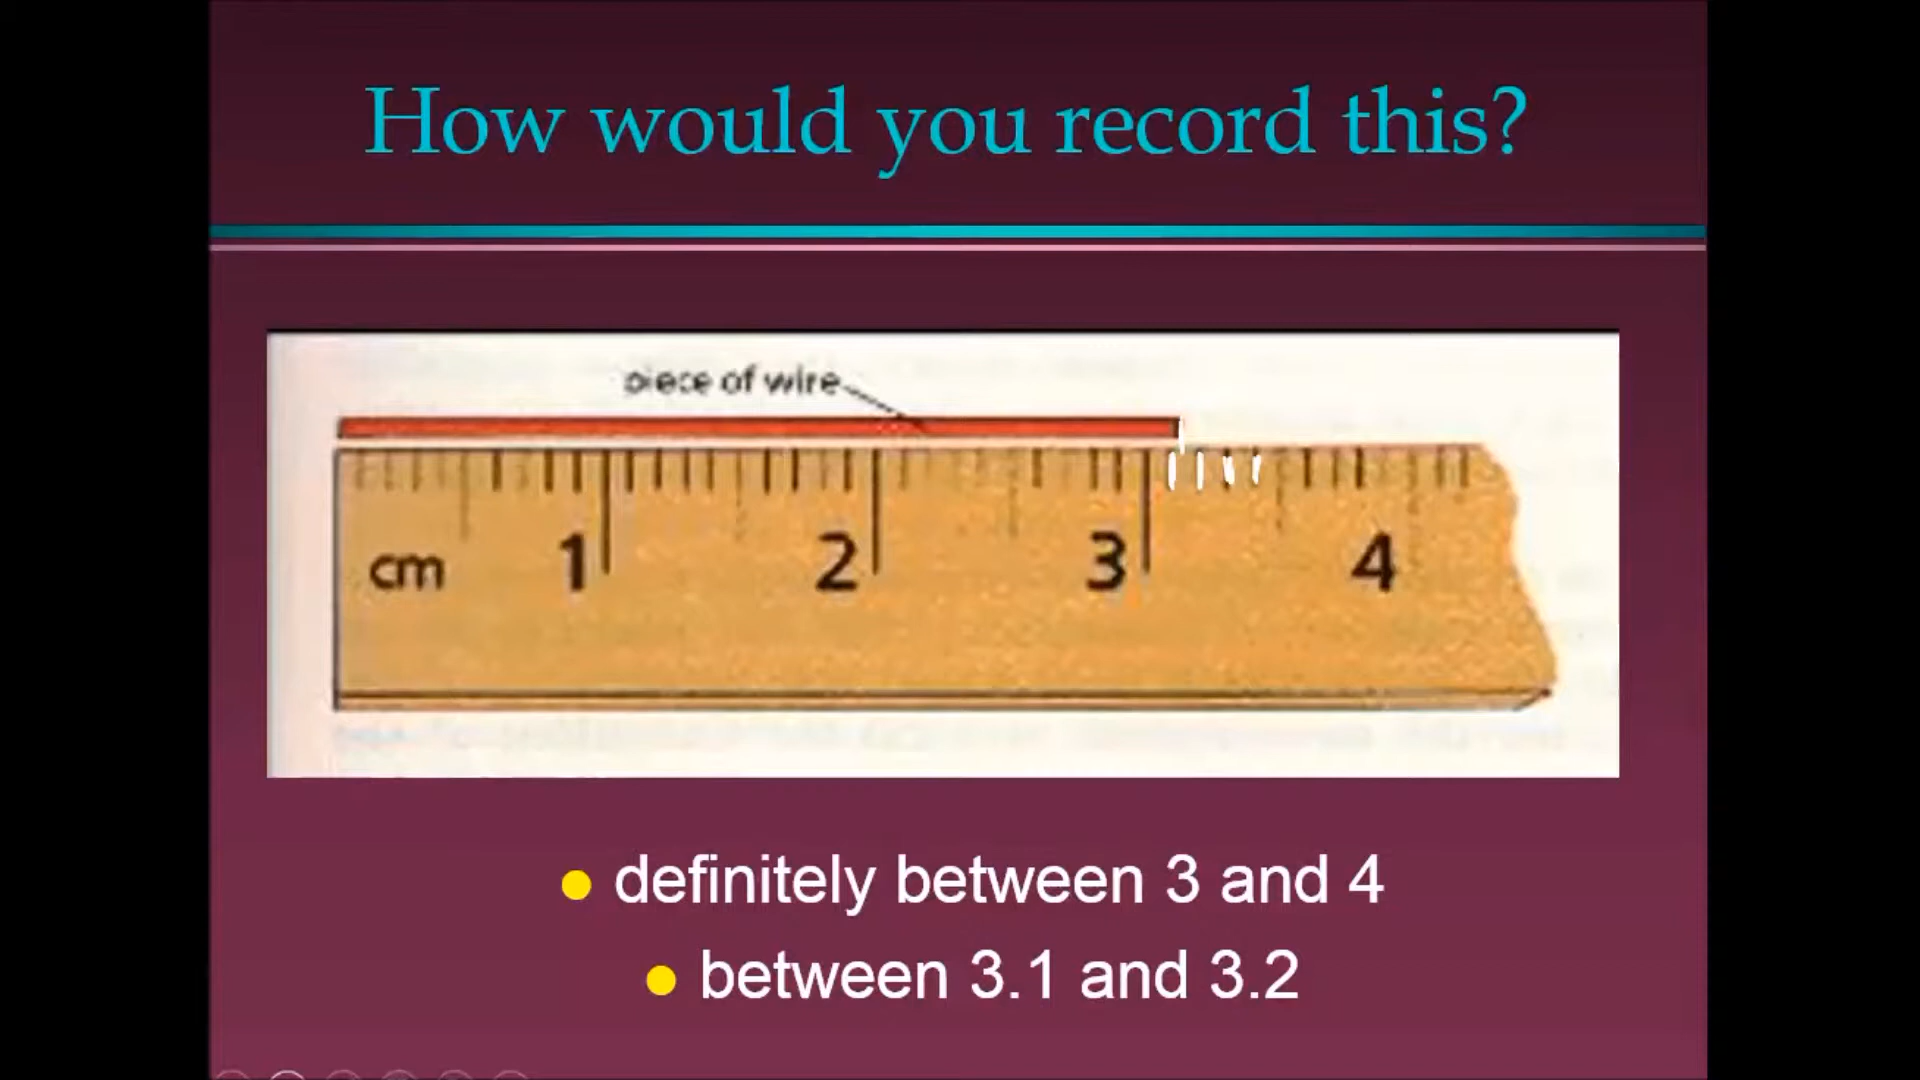 How would you record this?
piece of wire
cm 1 2 3 4
definitely between 3 and 4
between 3.1 and 3.2